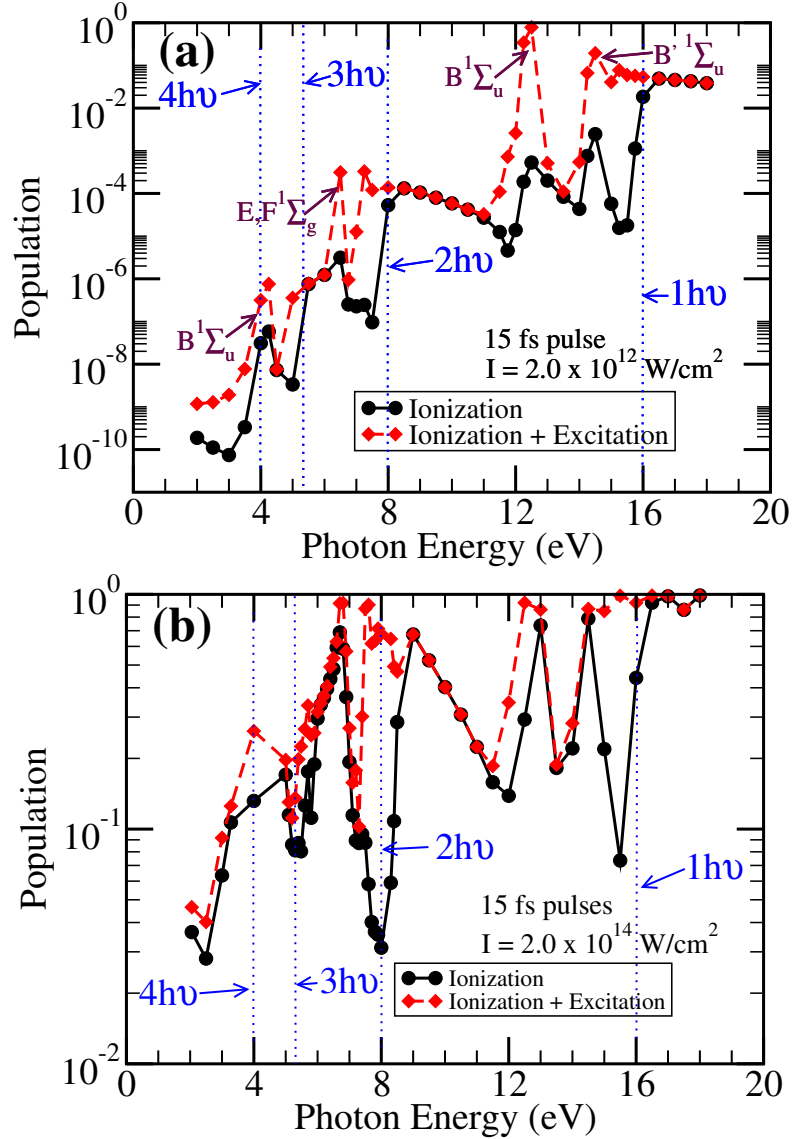 (a)
10^0
10^-2
10^-4
10^-6
10^-8
10^-10
Population
4hυ
3hυ
B^1Σ_u
B' ^1Σ_u
E,F^1Σ_g
2hυ
1hυ
B^1Σ_u
15 fs pulse
I = 2.0 x 10^12 W/cm^2
Ionization
Ionization + Excitation
0 4 8 12 16 20
Photon Energy (eV)
(b)
10^0
10^-1
10^-2
Population
2hυ
1hυ
4hυ
3hυ
15 fs pulses
I = 2.0 x 10^14 W/cm^2
Ionization
Ionization + Excitation
0 4 8 12 16 20
Photon Energy (eV)